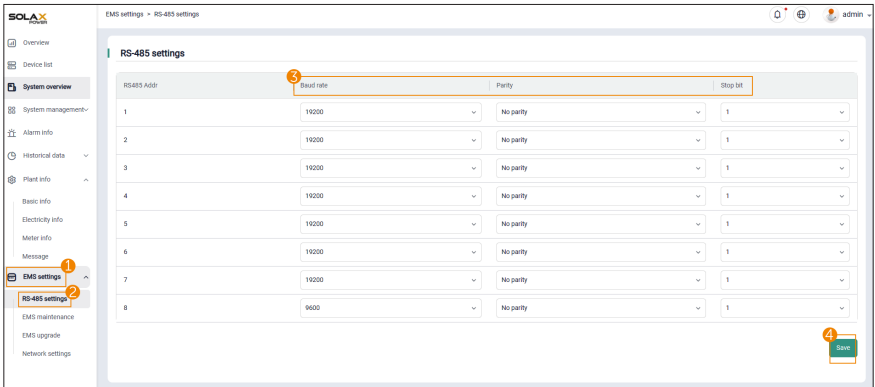 SOLAX
POWER
EMS settings > RS-485 settings
admin
Overview
Device list
System overview
System management
Alarm info
Historical data
Plant info
Basic info
Electricity info
Meter info
Message
1
EMS settings
2
RS-485 settings
EMS maintenance
EMS upgrade
Network settings
RS-485 settings
3
RS485 Addr Baud rate Parity Stop bit
1 19200 No parity 1
2 19200 No parity 1
3 19200 No parity 1
4 19200 No parity 1
5 19200 No parity 1
6 19200 No parity 1
7 19200 No parity 1
8 9600 No parity 1
4
Save